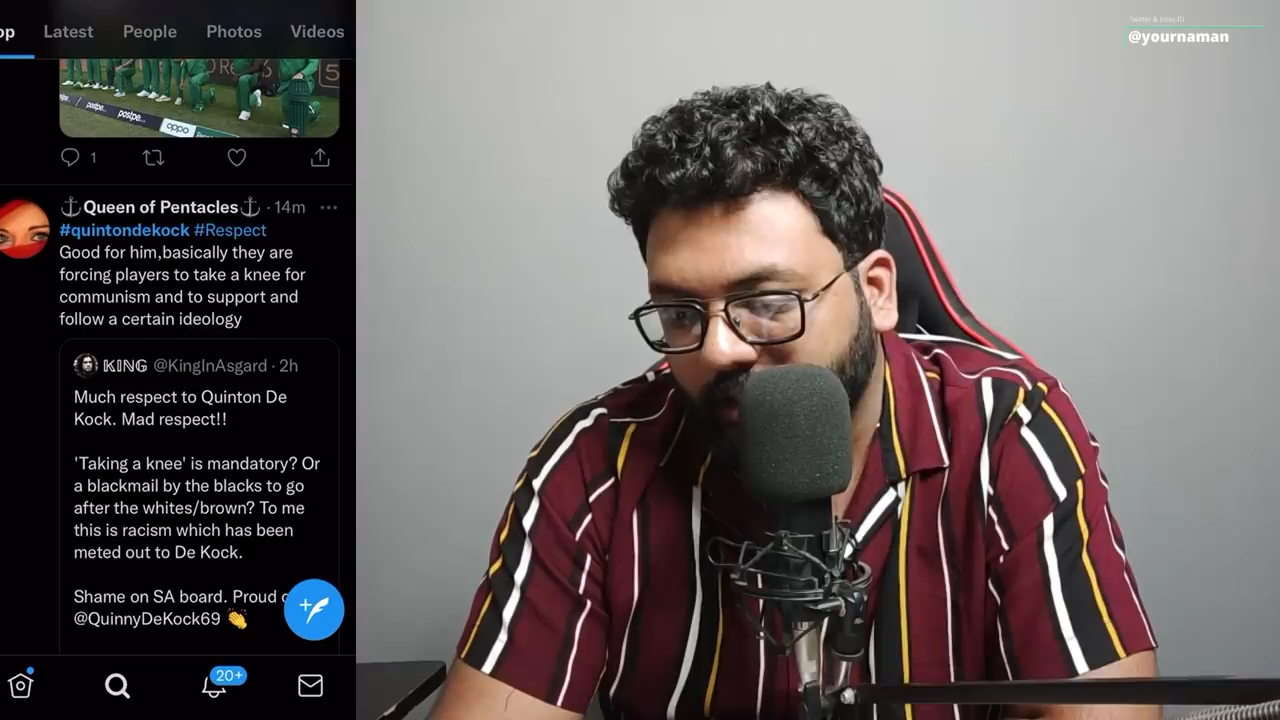 op Latest People Photos Videos
postpe.. postpe.. oppo
1
⚓Queen of Pentacles⚓ · 14m
#quintondekock #Respect
Good for him,basically they are
forcing players to take a knee for
communism and to support and
follow a certain ideology
KING @KingInAsgard · 2h
Much respect to Quinton De
Kock. Mad respect!!
'Taking a knee' is mandatory? Or
a blackmail by the blacks to go
after the whites/brown? To me
this is racism which has been
meted out to De Kock.
Shame on SA board. Proud
@QuinnyDeKock69 👏
20+
@yournaman